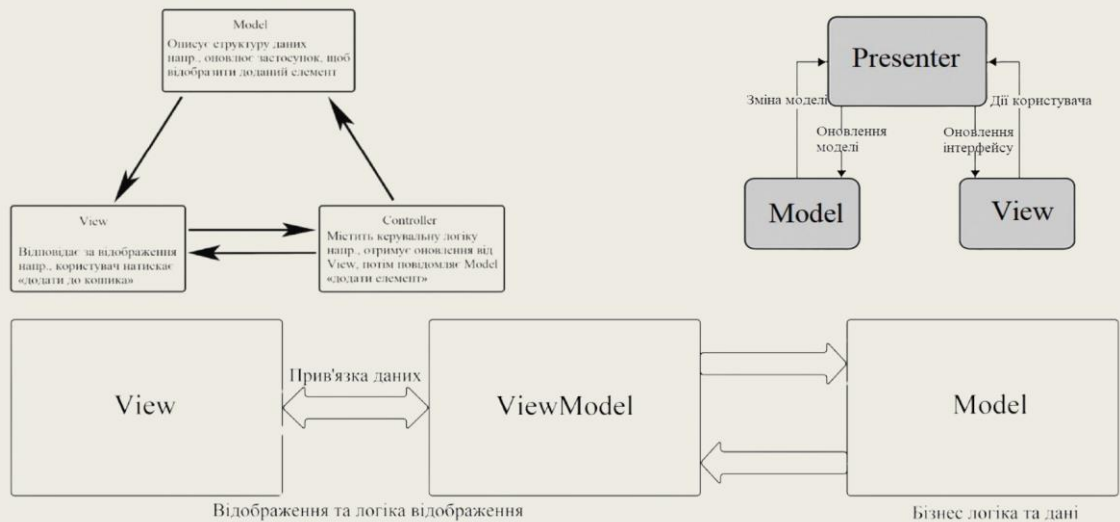 Model
Описує структуру даних
напр., оновлює застосунок, щоб
відобразити доданий елемент
View
Відповідає за відображення
напр., користувач натискає
«додати до кошика»
Controller
Містить керувальну логіку
напр., отримує оновлення від
View, потім повідомляє Model
«додати елемент»
Presenter
Зміна моделі
Дії користувача
Оновлення
моделі
Оновлення
інтерфейсу
Model
View
View
Прив'язка даних
ViewModel
Model
Відображення та логіка відображення
Бізнес логіка та дані